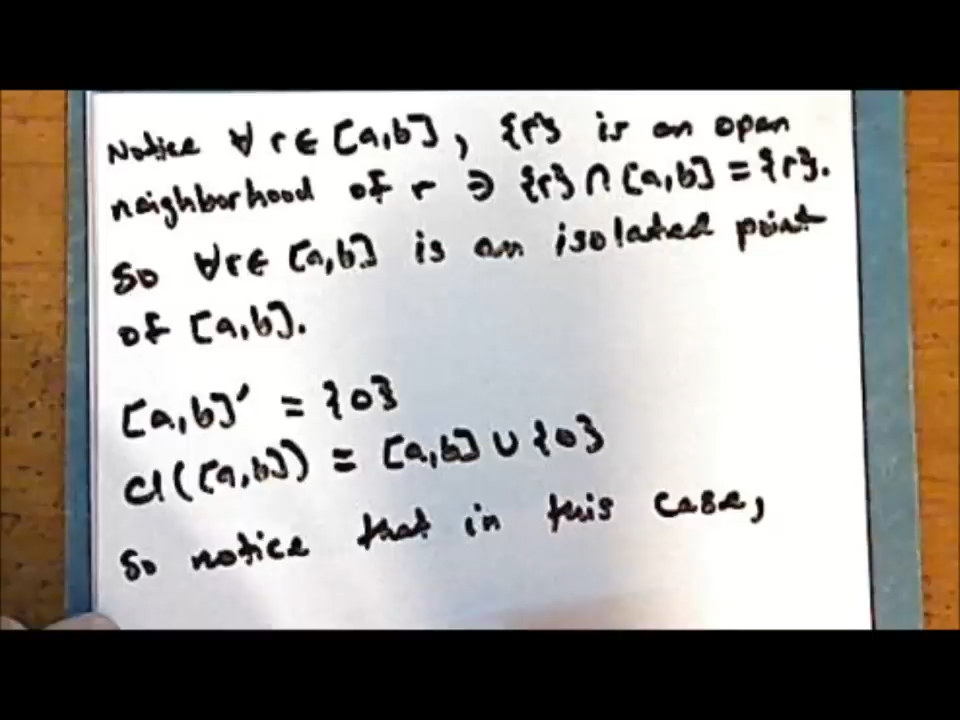 Notice ∀ r ∈ [a,b], {r} is an open
neighborhood of r ∋ {r} ∩ [a,b] = {r}.
So ∀r∈ [a,b] is an isolated point
of [a,b].
[a,b]' = {0}
cl([a,b]) = [a,b] ∪ {0}
So notice that in this case,